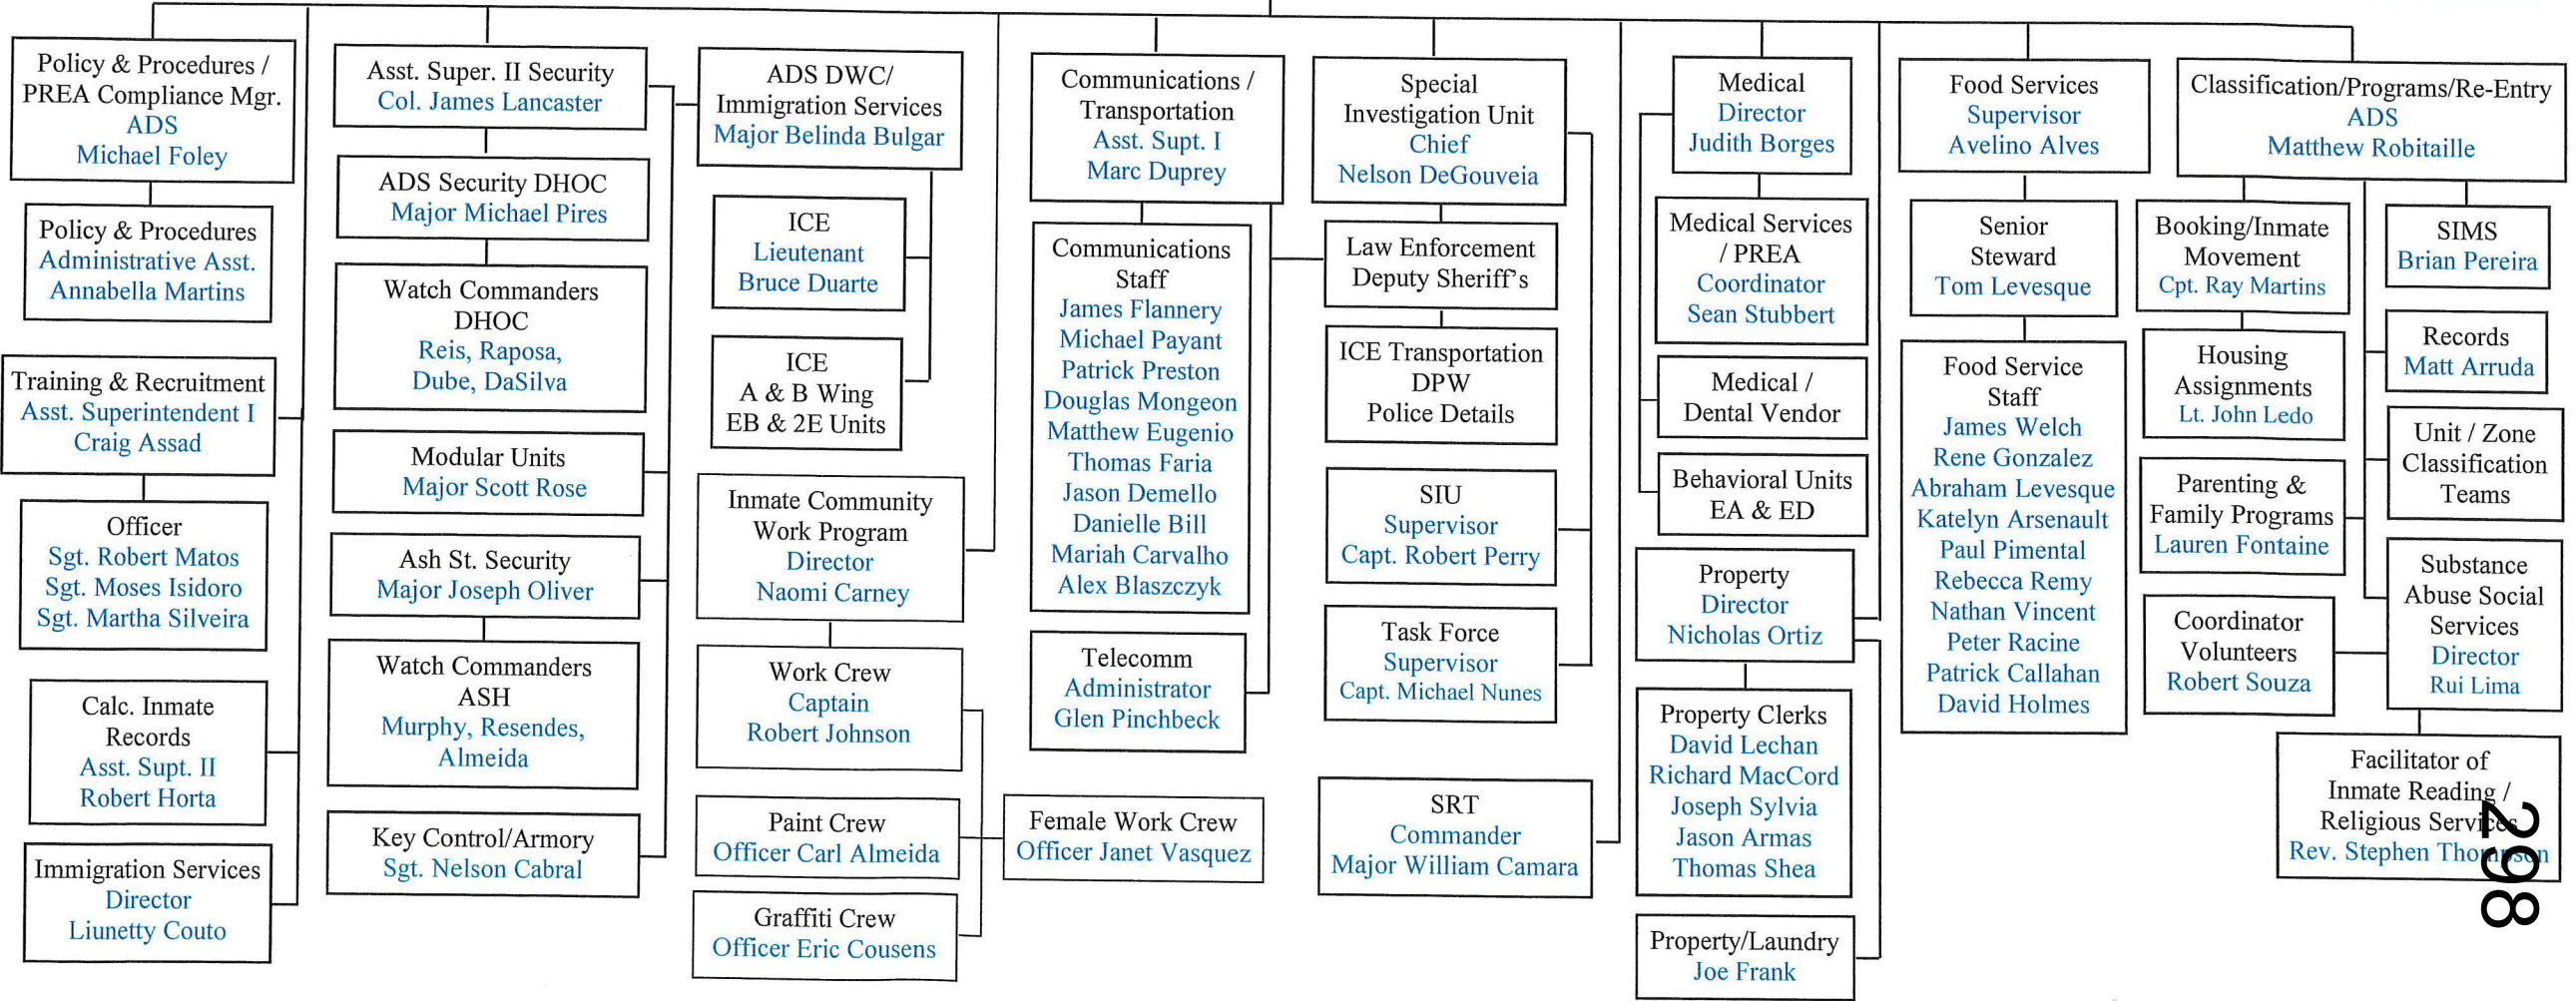 Policy & Procedures /
PREA Compliance Mgr.
ADS
Michael Foley
Policy & Procedures
Administrative Asst.
Annabella Martins
Training & Recruitment
Asst. Superintendent I
Craig Assad
Officer
Sgt. Robert Matos
Sgt. Moses Isidoro
Sgt. Martha Silveira
Calc. Inmate
Records
Asst. Supt. II
Robert Horta
Immigration Services
Director
Liunetty Couto
Asst. Super. II Security
Col. James Lancaster
ADS Security DHOC
Major Michael Pires
Watch Commanders
DHOC
Reis, Raposa,
Dube, DaSilva
Modular Units
Major Scott Rose
Ash St. Security
Major Joseph Oliver
Watch Commanders
ASH
Murphy, Resendes,
Almeida
Key Control/Armory
Sgt. Nelson Cabral
ADS DWC/
Immigration Services
Major Belinda Bulgar
ICE
Lieutenant
Bruce Duarte
ICE
A & B Wing
EB & 2E Units
Inmate Community
Work Program
Director
Naomi Carney
Work Crew
Captain
Robert Johnson
Paint Crew
Officer Carl Almeida
Graffiti Crew
Officer Eric Cousens
Female Work Crew
Officer Janet Vasquez
Communications /
Transportation
Asst. Supt. I
Marc Duprey
Communications
Staff
James Flannery
Michael Payant
Patrick Preston
Douglas Mongeon
Matthew Eugenio
Thomas Faria
Jason Demello
Danielle Bill
Mariah Carvalho
Alex Blaszczyk
Telecomm
Administrator
Glen Pinchbeck
Special
Investigation Unit
Chief
Nelson DeGouveia
Law Enforcement
Deputy Sheriff's
ICE Transportation
DPW
Police Details
SIU
Supervisor
Capt. Robert Perry
Task Force
Supervisor
Capt. Michael Nunes
SRT
Commander
Major William Camara
Medical
Director
Judith Borges
Medical Services
/ PREA
Coordinator
Sean Stubbert
Medical /
Dental Vendor
Behavioral Units
EA & ED
Property
Director
Nicholas Ortiz
Property Clerks
David Lechan
Richard MacCord
Joseph Sylvia
Jason Armas
Thomas Shea
Property/Laundry
Joe Frank
Food Services
Supervisor
Avelino Alves
Senior
Steward
Tom Levesque
Food Service
Staff
James Welch
Rene Gonzalez
Abraham Levesque
Katelyn Arsenault
Paul Pimental
Rebecca Remy
Nathan Vincent
Peter Racine
Patrick Callahan
David Holmes
Classification/Programs/Re-Entry
ADS
Matthew Robitaille
Booking/Inmate
Movement
Cpt. Ray Martins
Housing
Assignments
Lt. John Ledo
Parenting &
Family Programs
Lauren Fontaine
Coordinator
Volunteers
Robert Souza
SIMS
Brian Pereira
Records
Matt Arruda
Unit / Zone
Classification
Teams
Substance
Abuse Social
Services
Director
Rui Lima
Facilitator of
Inmate Reading /
Religious Services
Rev. Stephen Thompson
298